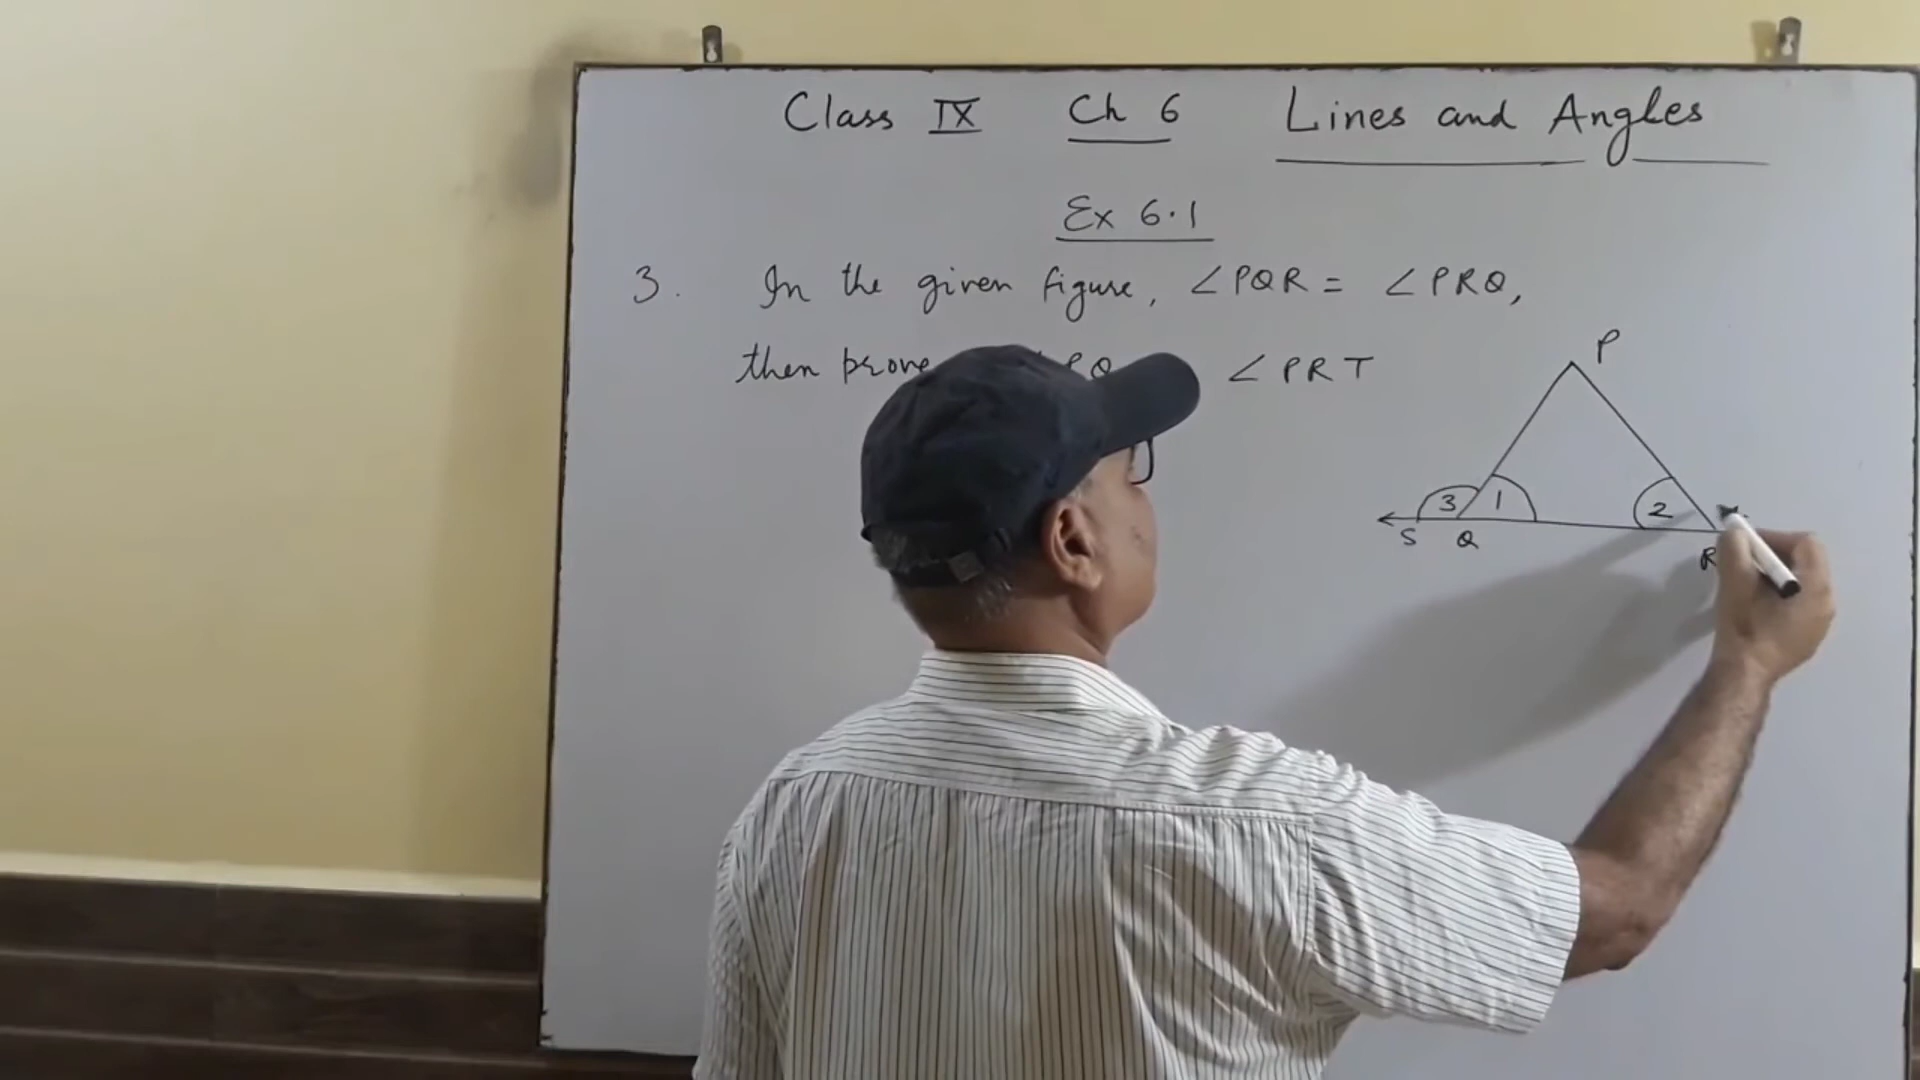 Class IX Ch 6 Lines and Angles
Ex 6.1
3. In the given figure, ∠PQR = ∠PRQ,
then prove ∠PRT
P
3 1 2
S Q R